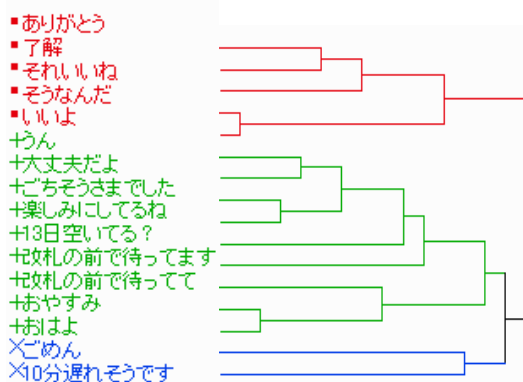 ありがとう
了解
それいいね
そうなんだ
いいよ
+うん
+大丈夫だよ
+ごちそうさまでした
+楽しみにしてるね
+13日空いてる？
+改札の前で待ってます
+改札の前で待ってて
+おやすみ
+おはよ
×ごめん
×10分遅れそうです